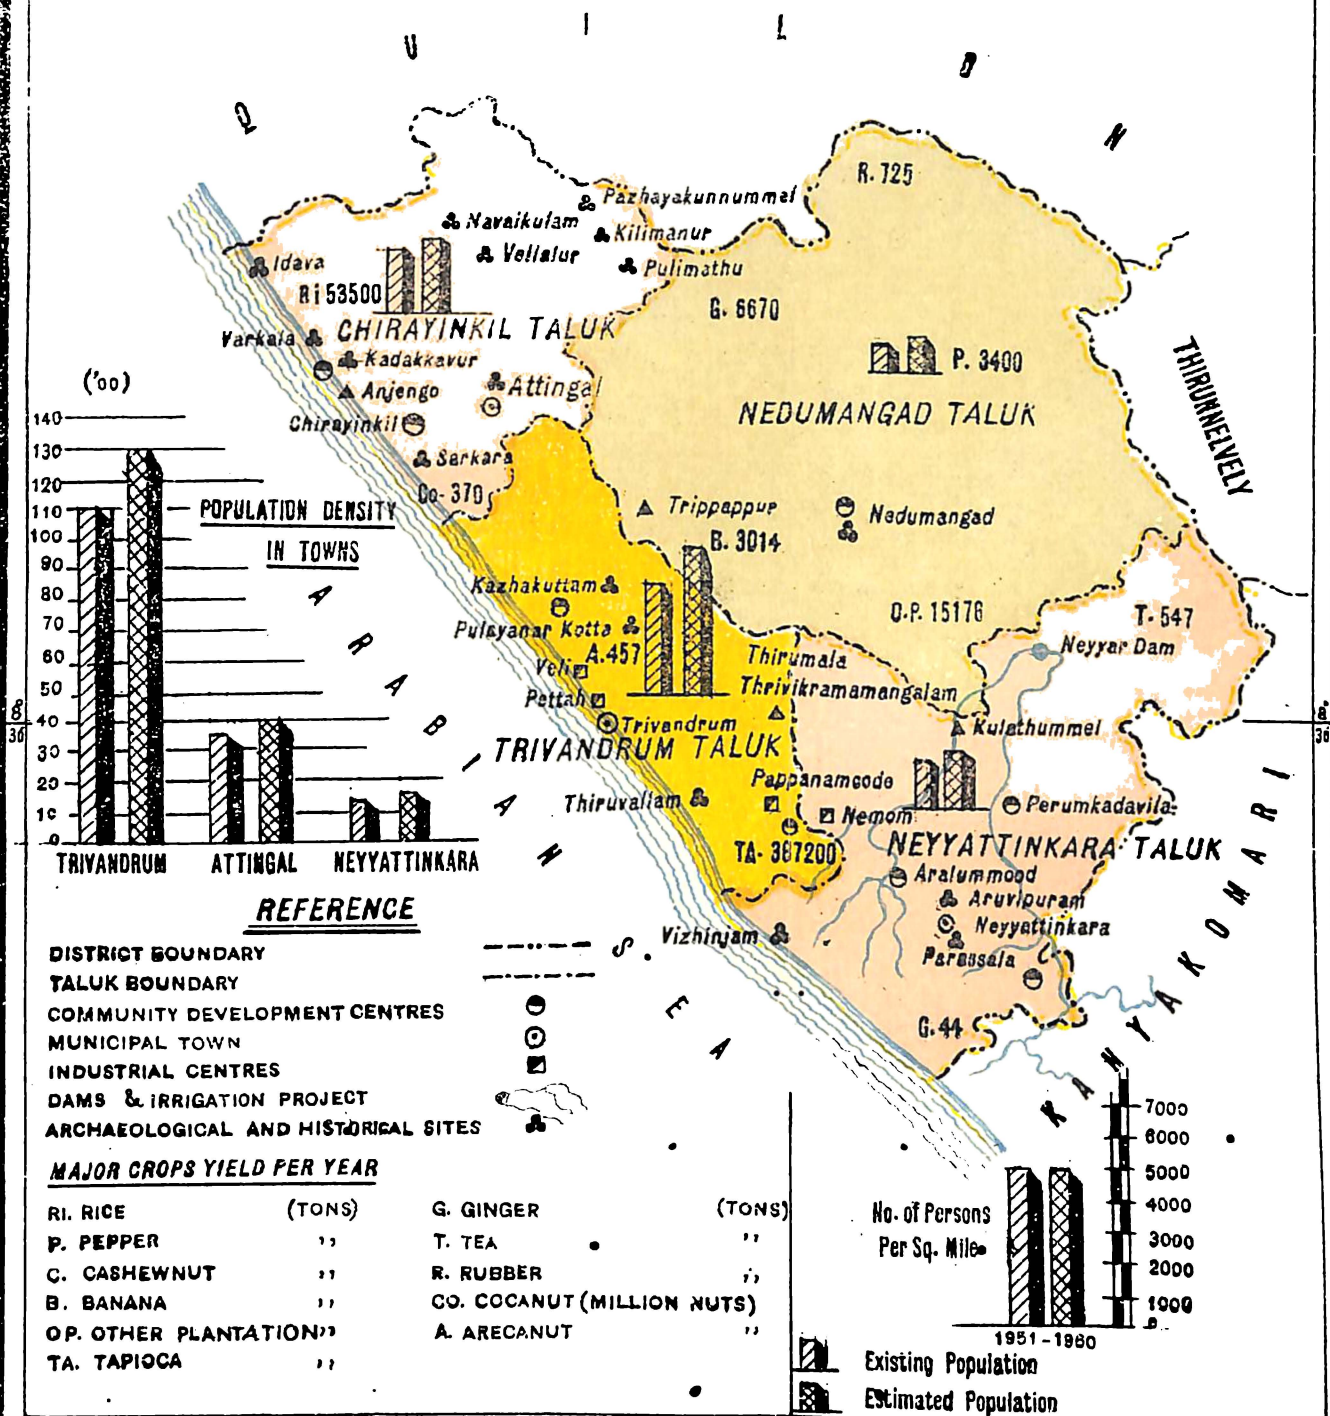 QUILON
Pazhayakunnummel
R. 725
Navaikulam
Kilimanur
Vellalur
Pulimathu
Idava
Ri 53500
G. 6670
CHIRAYINKIL TALUK
Varkala
Kadakkavur
P. 3400
THIRUNNELVELY
Anjengo
Attingal
NEDUMANGAD TALUK
Chirayinkil
Sarkara
Co- 370
Trippappur
Nedumangad
B. 3014
Kazhakuttam
O.P. 15176
T. 547
Pulayanar Kotta
Neyyar Dam
A. 457
Thirumala
Veli
Thrivikramamangalam
Pettah
Trivandrum
Kulathummel
TRIVANDRUM TALUK
Pappanamcode
Thiruvallam
Nemom
Perumkadavila
TA- 387200
NEYYATTINKARA TALUK
Aralummood
Aruvipuram
Neyyattinkara
Vizhinjam
Parassala
G. 44
ARABIAN SEA
KANYAKOMARI
8° 36'
8° 36'
('00)
140
130
120
110
100
90
80
70
60
50
40
30
20
10
0
POPULATION DENSITY
IN TOWNS
TRIVANDRUM ATTINGAL NEYYATTINKARA
REFERENCE
DISTRICT BOUNDARY
TALUK BOUNDARY
COMMUNITY DEVELOPMENT CENTRES
MUNICIPAL TOWN
INDUSTRIAL CENTRES
DAMS & IRRIGATION PROJECT
ARCHAEOLOGICAL AND HISTORICAL SITES
MAJOR CROPS YIELD PER YEAR
RI. RICE (TONS) G. GINGER (TONS)
P. PEPPER ,, T. TEA ,,
C. CASHEWNUT ,, R. RUBBER ,,
B. BANANA ,, CO. COCANUT (MILLION NUTS)
OP. OTHER PLANTATION ,, A. ARECANUT ,,
TA. TAPIOCA ,,
7000
6000
5000
4000
3000
2000
1000
0
No. of Persons
Per Sq. Mile
1951-1960
Existing Population
Estimated Population